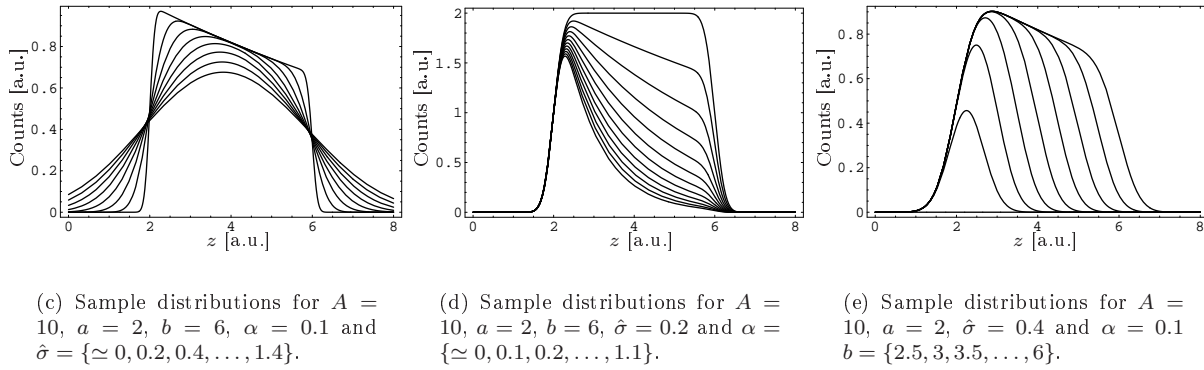 0 0.2 0.4 0.6 0.8
0 2 4 6 8
Counts [a.u.]
z [a.u.]
0 0.5 1 1.5 2
0 2 4 6 8
Counts [a.u.]
z [a.u.]
0 0.2 0.4 0.6 0.8
0 2 4 6 8
Counts [a.u.]
z [a.u.]
(c) Sample distributions for A =
10, a = 2, b = 6, α = 0.1 and
σ̂ = {≃ 0, 0.2, 0.4, . . . , 1.4}.
(d) Sample distributions for A =
10, a = 2, b = 6, σ̂ = 0.2 and α =
{≃ 0, 0.1, 0.2, . . . , 1.1}.
(e) Sample distributions for A =
10, a = 2, σ̂ = 0.4 and α = 0.1
b = {2.5, 3, 3.5, . . . , 6}.